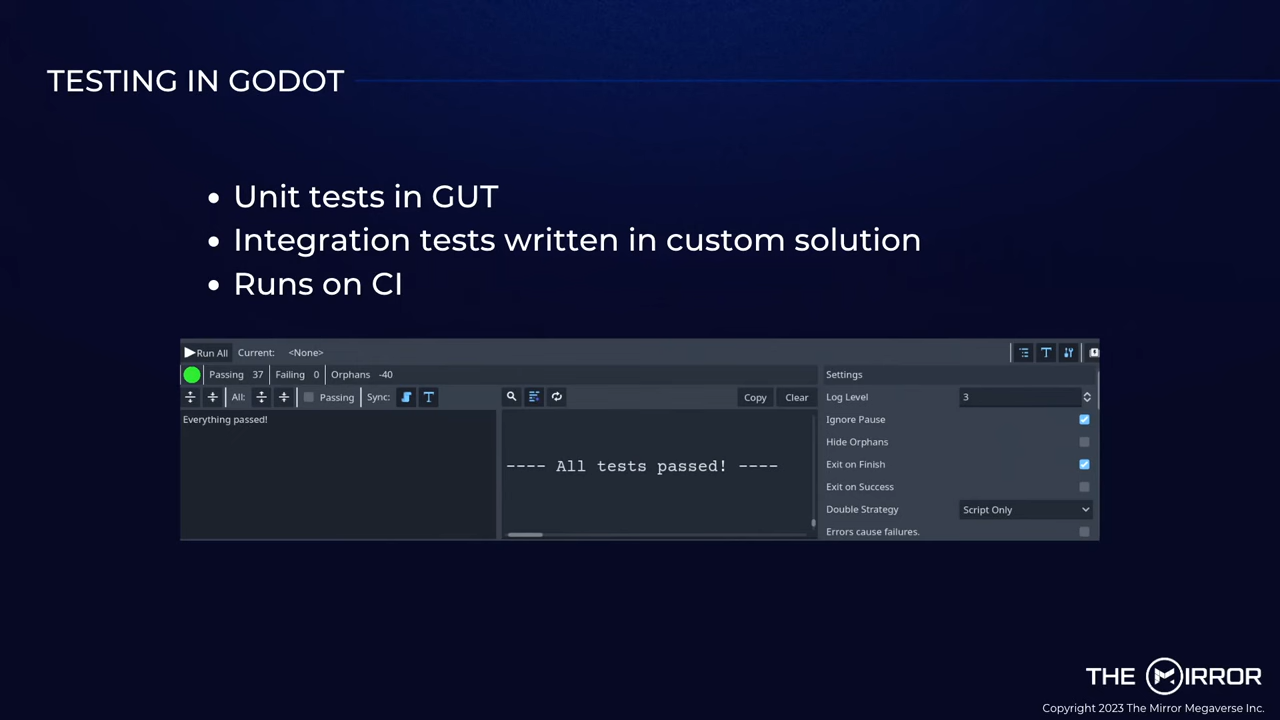 TESTING IN GODOT
• Unit tests in GUT
• Integration tests written in custom solution
• Runs on CI
Run All Current: <None>
Passing 37 Failing 0 Orphans -40
All: Passing Sync: T
Everything passed!
Copy Clear
---- All tests passed! ----
Settings
Log Level 3
Ignore Pause
Hide Orphans
Exit on Finish
Exit on Success
Double Strategy Script Only
Errors cause failures.
THE MIRROR
Copyright 2023 The Mirror Megaverse Inc.